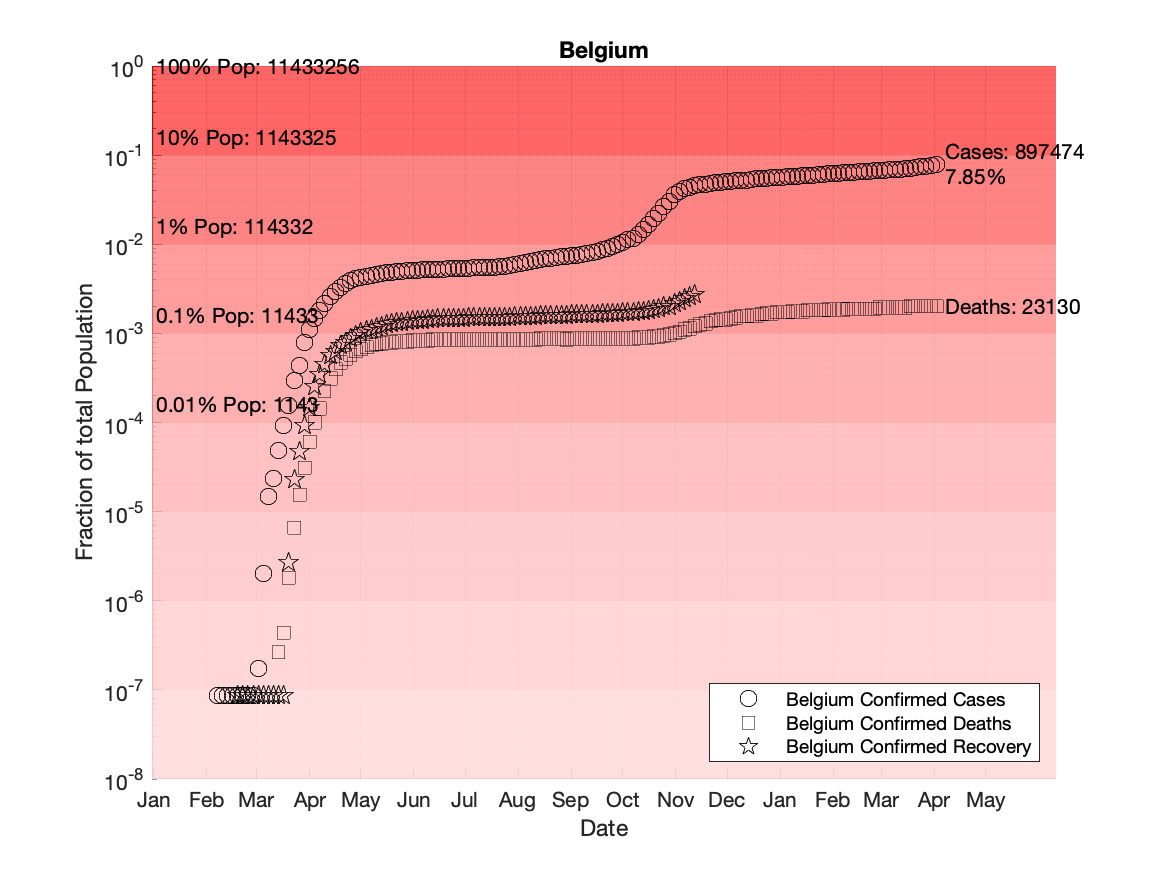 Belgium
10^0
100% Pop: 11433256
10% Pop: 1143325
10^-1
Cases: 897474
7.85%
1% Pop: 114332
10^-2
0.1% Pop: 11433
Deaths: 23130
10^-3
0.01% Pop: 1143
10^-4
10^-5
10^-6
10^-7
10^-8
Fraction of total Population
Belgium Confirmed Cases
Belgium Confirmed Deaths
Belgium Confirmed Recovery
Jan Feb Mar Apr May Jun Jul Aug Sep Oct Nov Dec Jan Feb Mar Apr May
Date